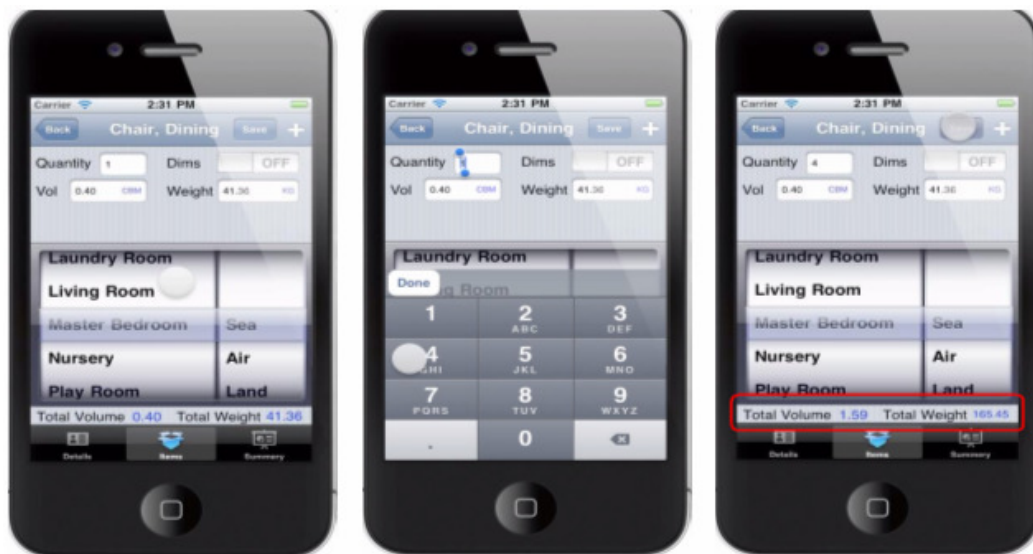 Carrier 2:31 PM
Back Chair, Dining Save +
Quantity 1 Dims OFF
Vol 0.40 CBM Weight 41.36 KG
Laundry Room
Living Room
Master Bedroom Sea
Nursery Air
Play Room Land
Total Volume 0.40 Total Weight 41.36
Details Items Summary
Carrier 2:31 PM
Back Chair, Dining Save +
Quantity Dims OFF
Vol 0.40 CBM Weight 41.36 KG
Laundry Room
Done ng Room
1 2 3
ABC DEF
4 5 6
GHI JKL MNO
7 8 9
PQRS TUV WXYZ
. 0
Carrier 2:31 PM
Back Chair, Dining +
Quantity 4 Dims OFF
Vol 0.40 CBM Weight 41.36 KG
Laundry Room
Living Room
Master Bedroom Sea
Nursery Air
Play Room Land
Total Volume 1.59 Total Weight 165.45
Details Items Summary